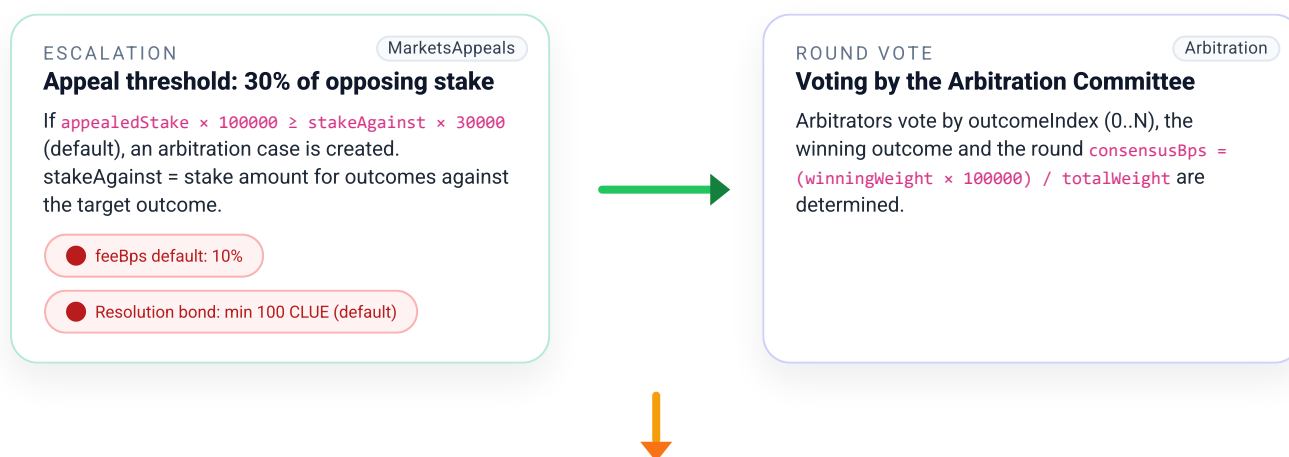 ESCALATION
MarketsAppeals
Appeal threshold: 30% of opposing stake
If appealedStake × 100000 ≥ stakeAgainst × 30000
(default), an arbitration case is created.
stakeAgainst = stake amount for outcomes against
the target outcome.
feeBps default: 10%
Resolution bond: min 100 CLUE (default)
ROUND VOTE
Arbitration
Voting by the Arbitration Committee
Arbitrators vote by outcomeIndex (0..N), the
winning outcome and the round consensusBps =
(winningWeight × 100000) / totalWeight are
determined.